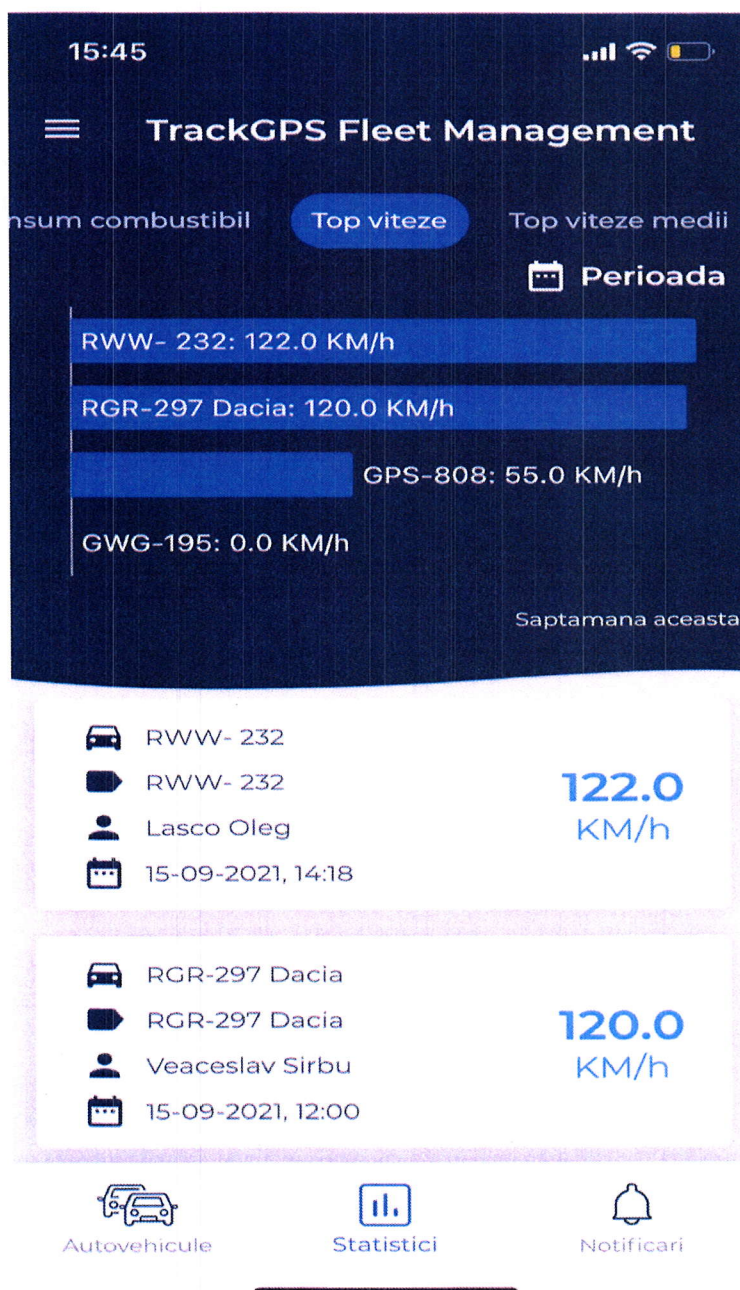 15:45
TrackGPS Fleet Management
nsum combustibil Top viteze Top viteze medii
Perioada
RWW- 232: 122.0 KM/h
RGR-297 Dacia: 120.0 KM/h
GPS-808: 55.0 KM/h
GWG-195: 0.0 KM/h
Saptamana aceasta
RWW- 232
RWW- 232
122.0
Lasco Oleg
KM/h
15-09-2021, 14:18
RGR-297 Dacia
RGR-297 Dacia
120.0
Veaceslav Sirbu
KM/h
15-09-2021, 12:00
Autovehicule Statistici Notificari